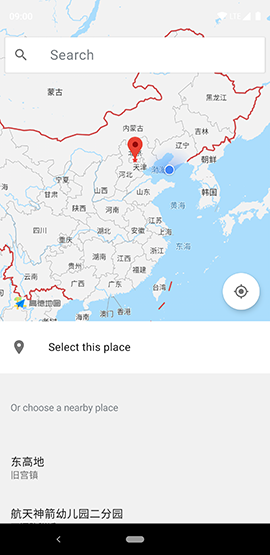 09:00
LTE
Search
蒙古
黑龙江
吉林
内蒙古
辽宁
朝鲜
天津
渤海
河北
宁夏
山西
山东
韩国
甘肃
陕西
河南
黄海
江苏
四川
湖北
安徽
上海
重庆
浙江
东海
湖南
江西
贵州
福建
云南
广西
广东
台湾
高德地图
澳门
香港
海南
Select this place
Or choose a nearby place
东高地
旧宫镇
航天神箭幼儿园二分园